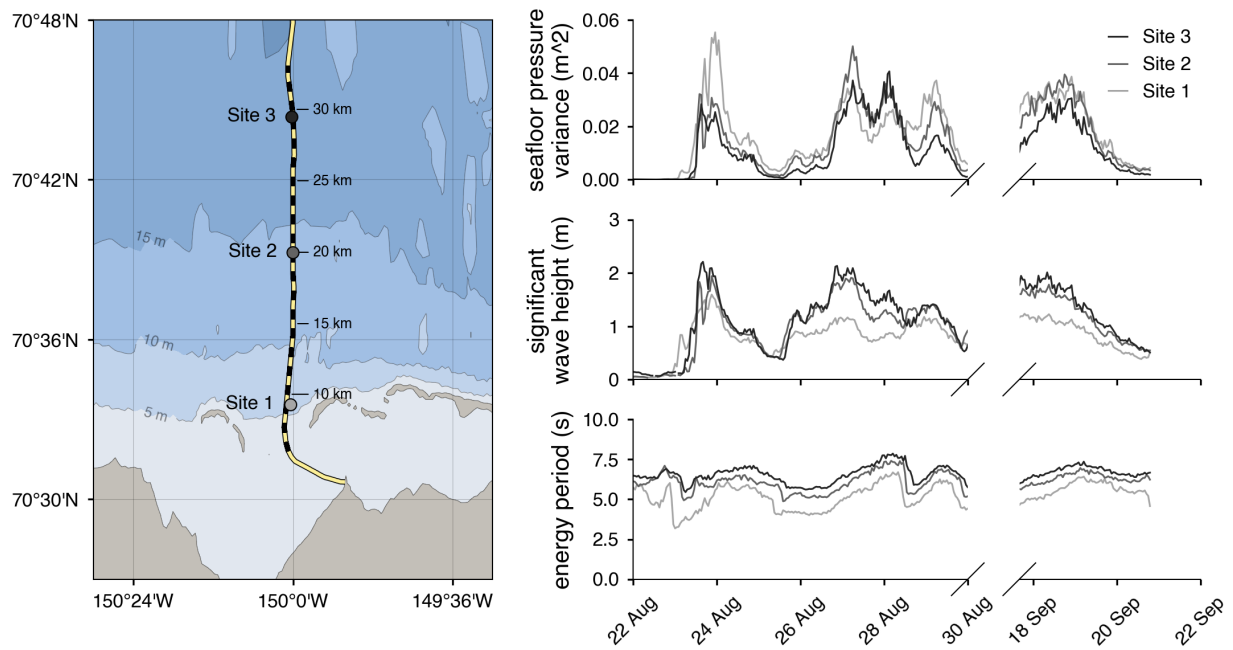 70°48'N
70°42'N
70°36'N
70°30'N
150°24'W
150°0'W
149°36'W
Site 3
30 km
25 km
15 m
Site 2
20 km
15 km
10 m
10 km
Site 1
5 m
seafloor pressure
variance (m^2)
0.06
0.04
0.02
0.00
Site 3
Site 2
Site 1
significant
wave height (m)
3
2
1
0
energy period (s)
10.0
7.5
5.0
2.5
0.0
22 Aug
24 Aug
26 Aug
28 Aug
30 Aug
18 Sep
20 Sep
22 Sep